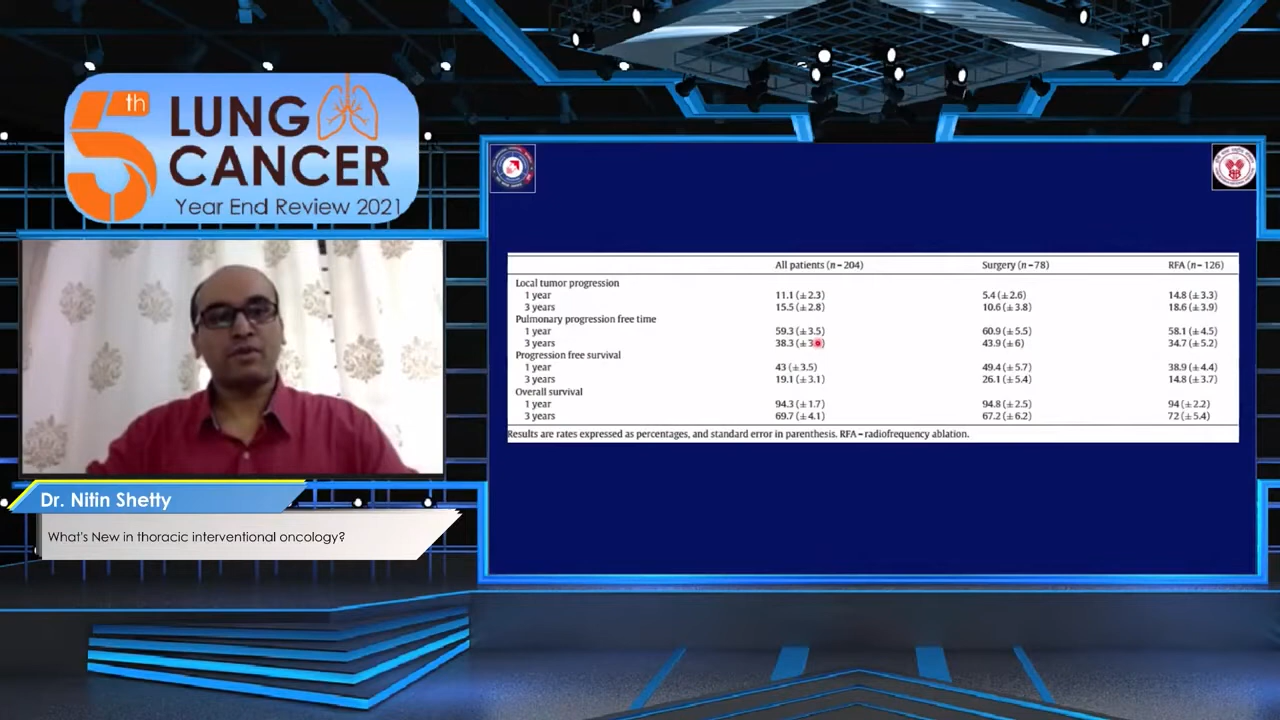 5th LUNG
CANCER
Year End Review 2021
Dr. Nitin Shetty
What's New in thoracic interventional oncology?
All patients (n = 204) Surgery (n = 78) RFA (n = 126)
Local tumor progression
1 year 11.1 (±2.3) 5.4 (±2.6) 14.8 (±3.3)
3 years 15.5 (±2.8) 10.6 (±3.8) 18.6 (±3.9)
Pulmonary progression free time
1 year 59.3 (±3.5) 60.9 (±5.5) 58.1 (±4.5)
3 years 38.3 43.9 (±6) 34.7 (±5.2)
Progression free survival
1 year 43 (±3.5) 49.4 (±5.7) 38.9 (±4.4)
3 years 19.1 (±3.1) 26.1 (±5.4) 14.8 (±3.7)
Overall survival
1 year 94.3 (±1.7) 94.8 (±2.5) 94 (±2.2)
3 years 69.7 (±4.1) 67.2 (±6.2) 72 (±5.4)
Results are rates expressed as percentages, and standard error in parenthesis. RFA = radiofrequency ablation.